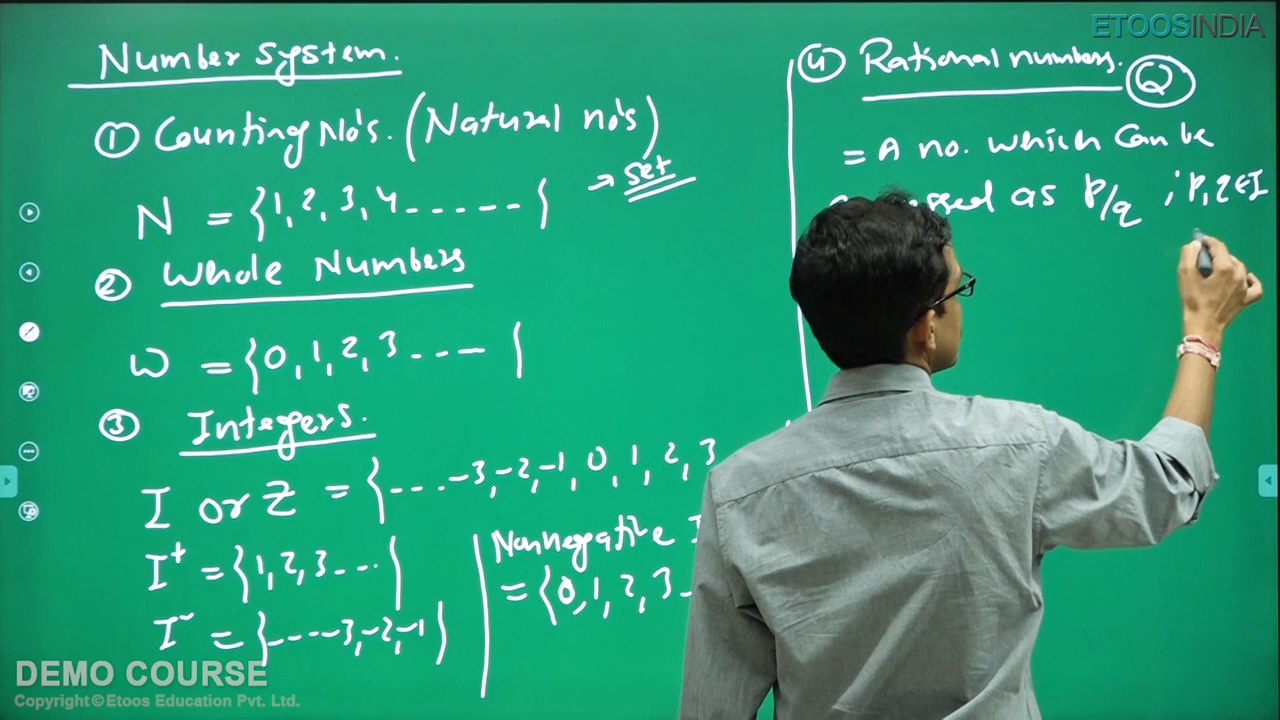 Number System.
① Counting No's. (Natural no's)
N = {1, 2, 3, 4 - - - - - } → set
② Whole Numbers
W = {0, 1, 2, 3 - - - - }
③ Integers.
I or Z = { - - - - -3, -2, -1, 0, 1, 2, 3
I⁺ = {1, 2, 3 - - - }
I⁻ = { - - - - -3, -2, -1 }
Nonnegative I
= {0, 1, 2, 3 - -
④ Rational numbers. Q
= A no. which can be
as P/q ; P, q ∈ I
ETOOSINDIA
DEMO COURSE
Copyright © Etoos Education Pvt. Ltd.